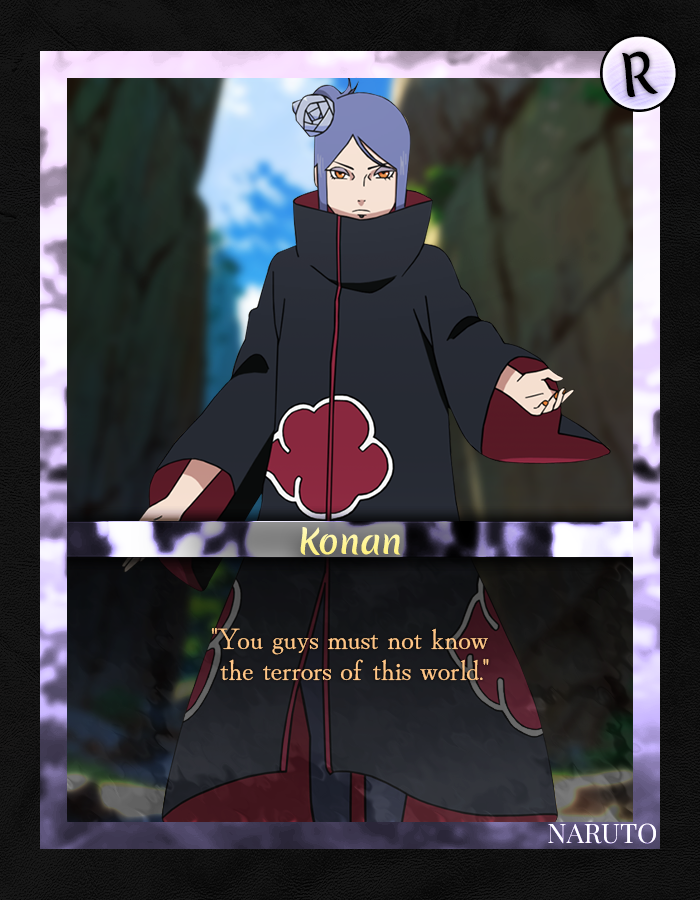 R
Konan
"You guys must not know
the terrors of this world."
NARUTO